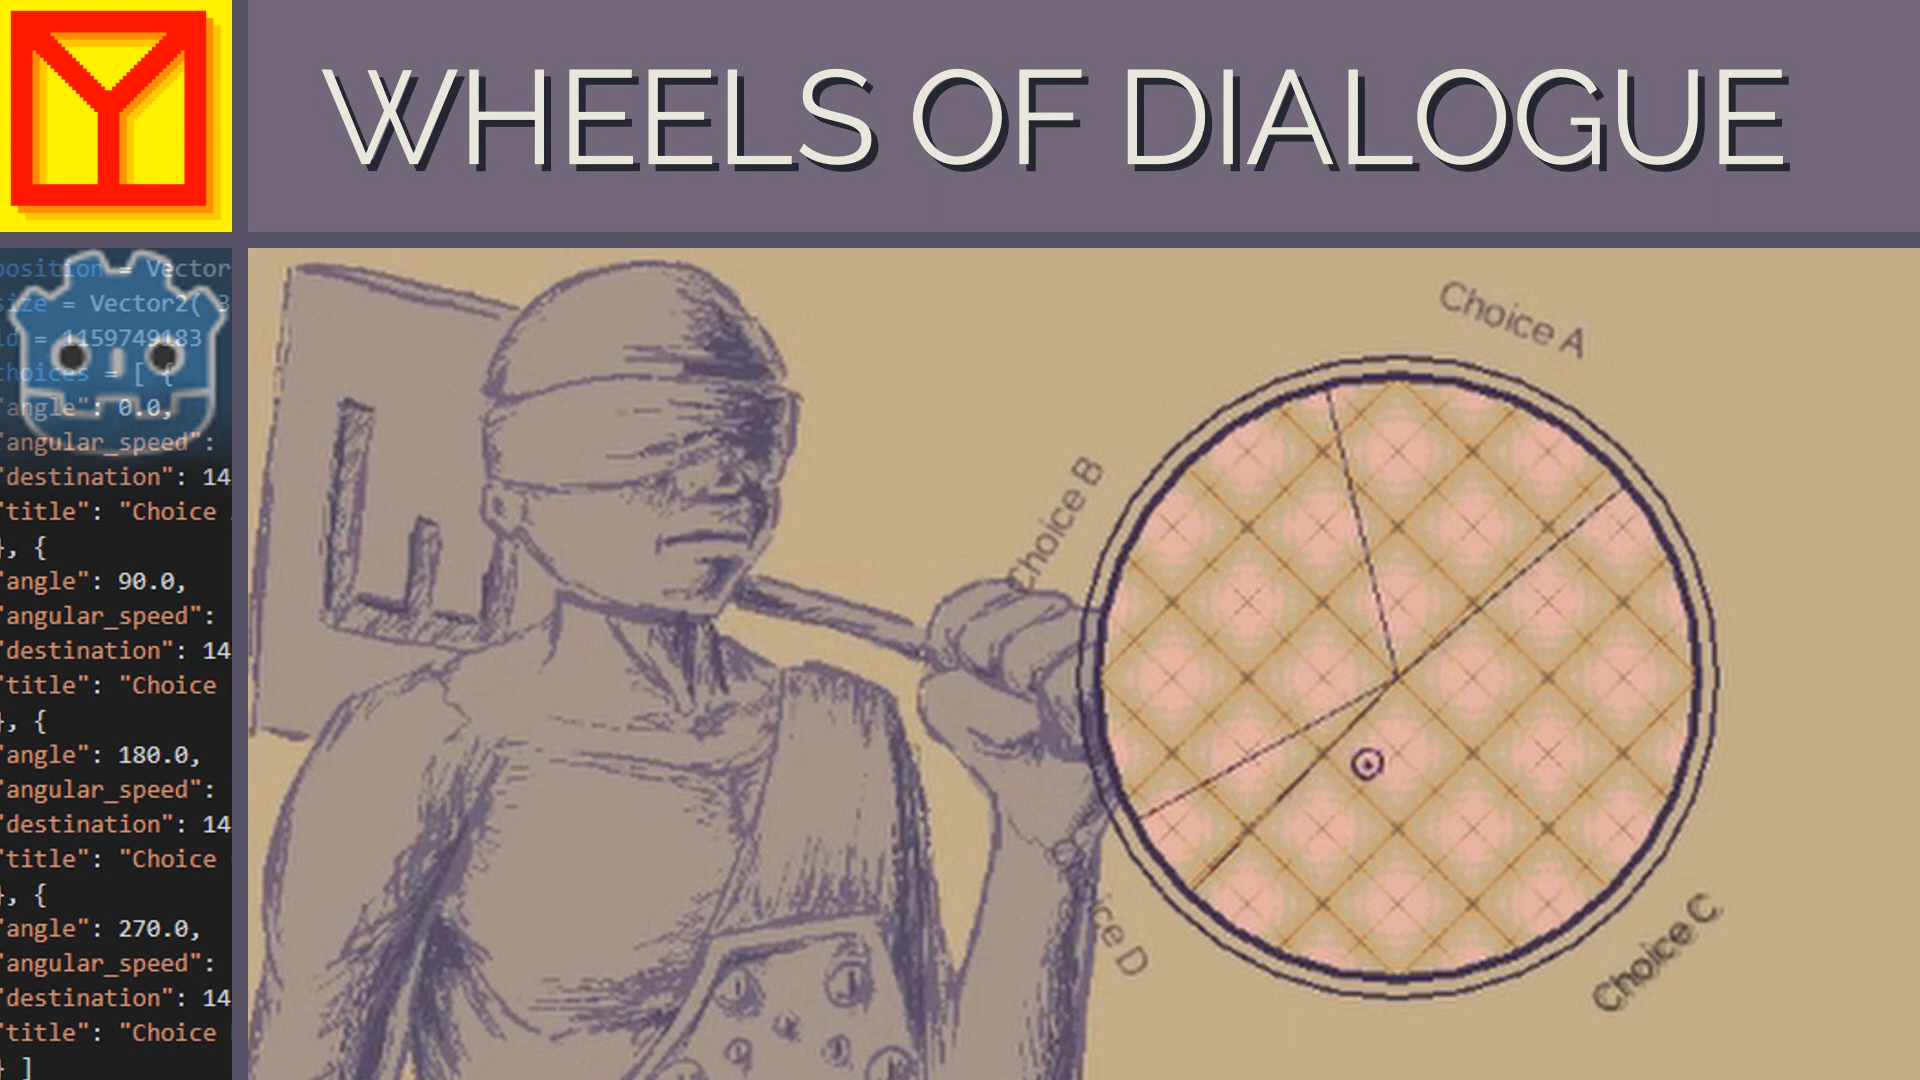 WHEELS OF DIALOGUE
position = Vector
size = Vector2( 3
id = 1159749183
choices = [ {
"angle": 0.0,
"angular_speed":
"destination": 14
"title": "Choice
}, {
"angle": 90.0,
"angular_speed":
"destination": 14
"title": "Choice
}, {
"angle": 180.0,
"angular_speed":
"destination": 14
"title": "Choice
}, {
"angle": 270.0,
"angular_speed":
"destination": 14
"title": "Choice
} ]
Choice A
Choice B
Choice C
Choice D